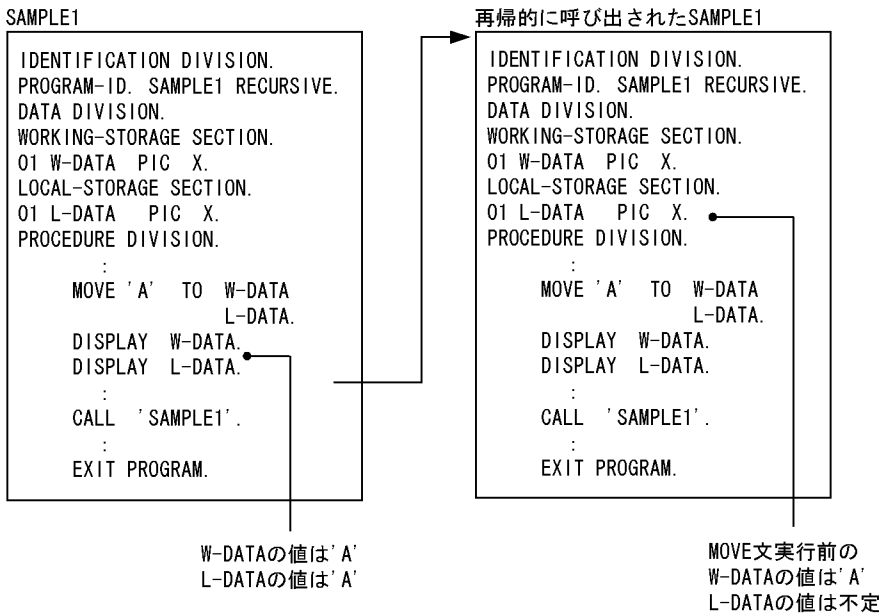 SAMPLE1
IDENTIFICATION DIVISION.
PROGRAM-ID. SAMPLE1 RECURSIVE.
DATA DIVISION.
WORKING-STORAGE SECTION.
01 W-DATA PIC X.
LOCAL-STORAGE SECTION.
01 L-DATA PIC X.
PROCEDURE DIVISION.
:
MOVE 'A' TO W-DATA
L-DATA.
DISPLAY W-DATA.
DISPLAY L-DATA.
:
CALL 'SAMPLE1'.
:
EXIT PROGRAM.
W-DATAの値は'A'
L-DATAの値は'A'
再帰的に呼び出されたSAMPLE1
IDENTIFICATION DIVISION.
PROGRAM-ID. SAMPLE1 RECURSIVE.
DATA DIVISION.
WORKING-STORAGE SECTION.
01 W-DATA PIC X.
LOCAL-STORAGE SECTION.
01 L-DATA PIC X.
PROCEDURE DIVISION.
:
MOVE 'A' TO W-DATA
L-DATA.
DISPLAY W-DATA.
DISPLAY L-DATA.
:
CALL 'SAMPLE1'.
:
EXIT PROGRAM.
MOVE文実行前の
W-DATAの値は'A'
L-DATAの値は不定